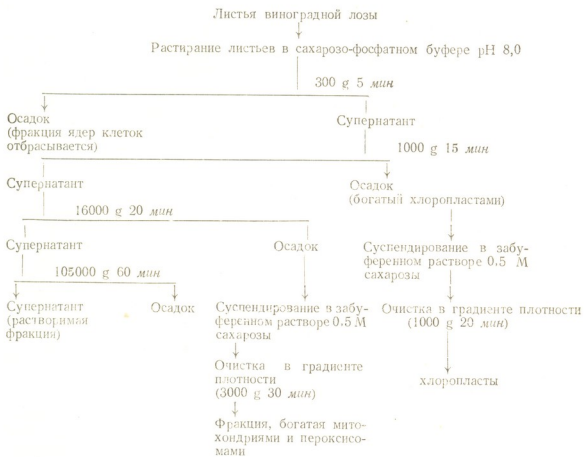 Листья виноградной лозы
Растирание листьев в сахарозо-фосфатном буфере pH 8,0
300 g 5 мин
Осадок
(фракция ядер клеток
отбрасывается)
Супернатант
1000 g 15 мин
Супернатант
Осадок
(богатый хлоропластами)
16000 g 20 мин
Супернатант
Осадок
Суспендирование в забу-
ференном растворе 0.5 М
сахарозы
105000 g 60 мин
Супернатант
(растворимая
фракция)
Осадок
Суспендирование в забу-
ференном растворе 0.5 М
сахарозы
Очистка в градиенте плотности
(1000 g 20 мин)
Очистка в градиенте
плотности
(3000 g 30 мин)
хлоропласты
Фракция, богатая мито-
хондриями и пероксисо-
мами